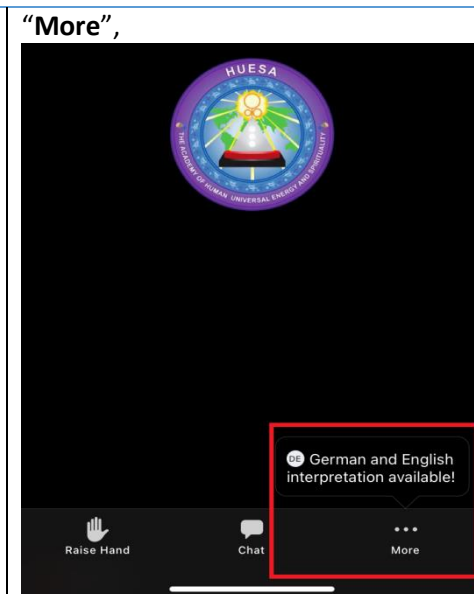 “More”,
HUESA
THE ACADEMY OF HUMAN UNIVERSAL ENERGY AND SPIRITUALITY
DE German and English
interpretation available!
Raise Hand
Chat
More